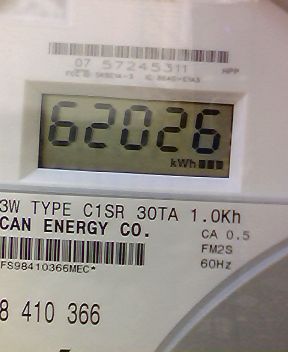 07 57245311
HPP
62026
kWh
3W TYPE C1SR 30TA 1.0Kh
CAN ENERGY CO.
CA 0.5
FM2S
60Hz
FS98410366MEC*
8 410 366